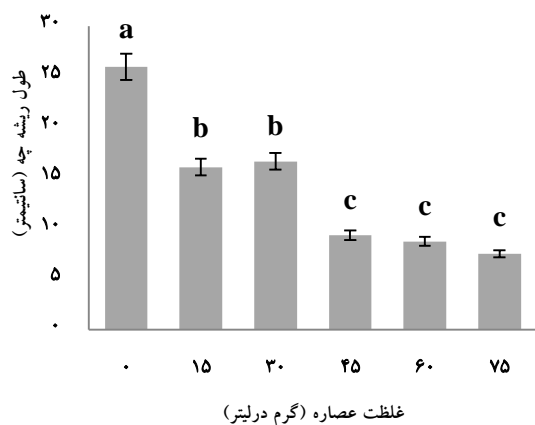 طول ریشه چه (سانتیمتر)
۳۰
۲۵
۲۰
۱۵
۱۰
۵
۰
a
b
b
c
c
c
۰ ۱۵ ۳۰ ۴۵ ۶۰ ۷۵
غلظت عصاره (گرم درلیتر)